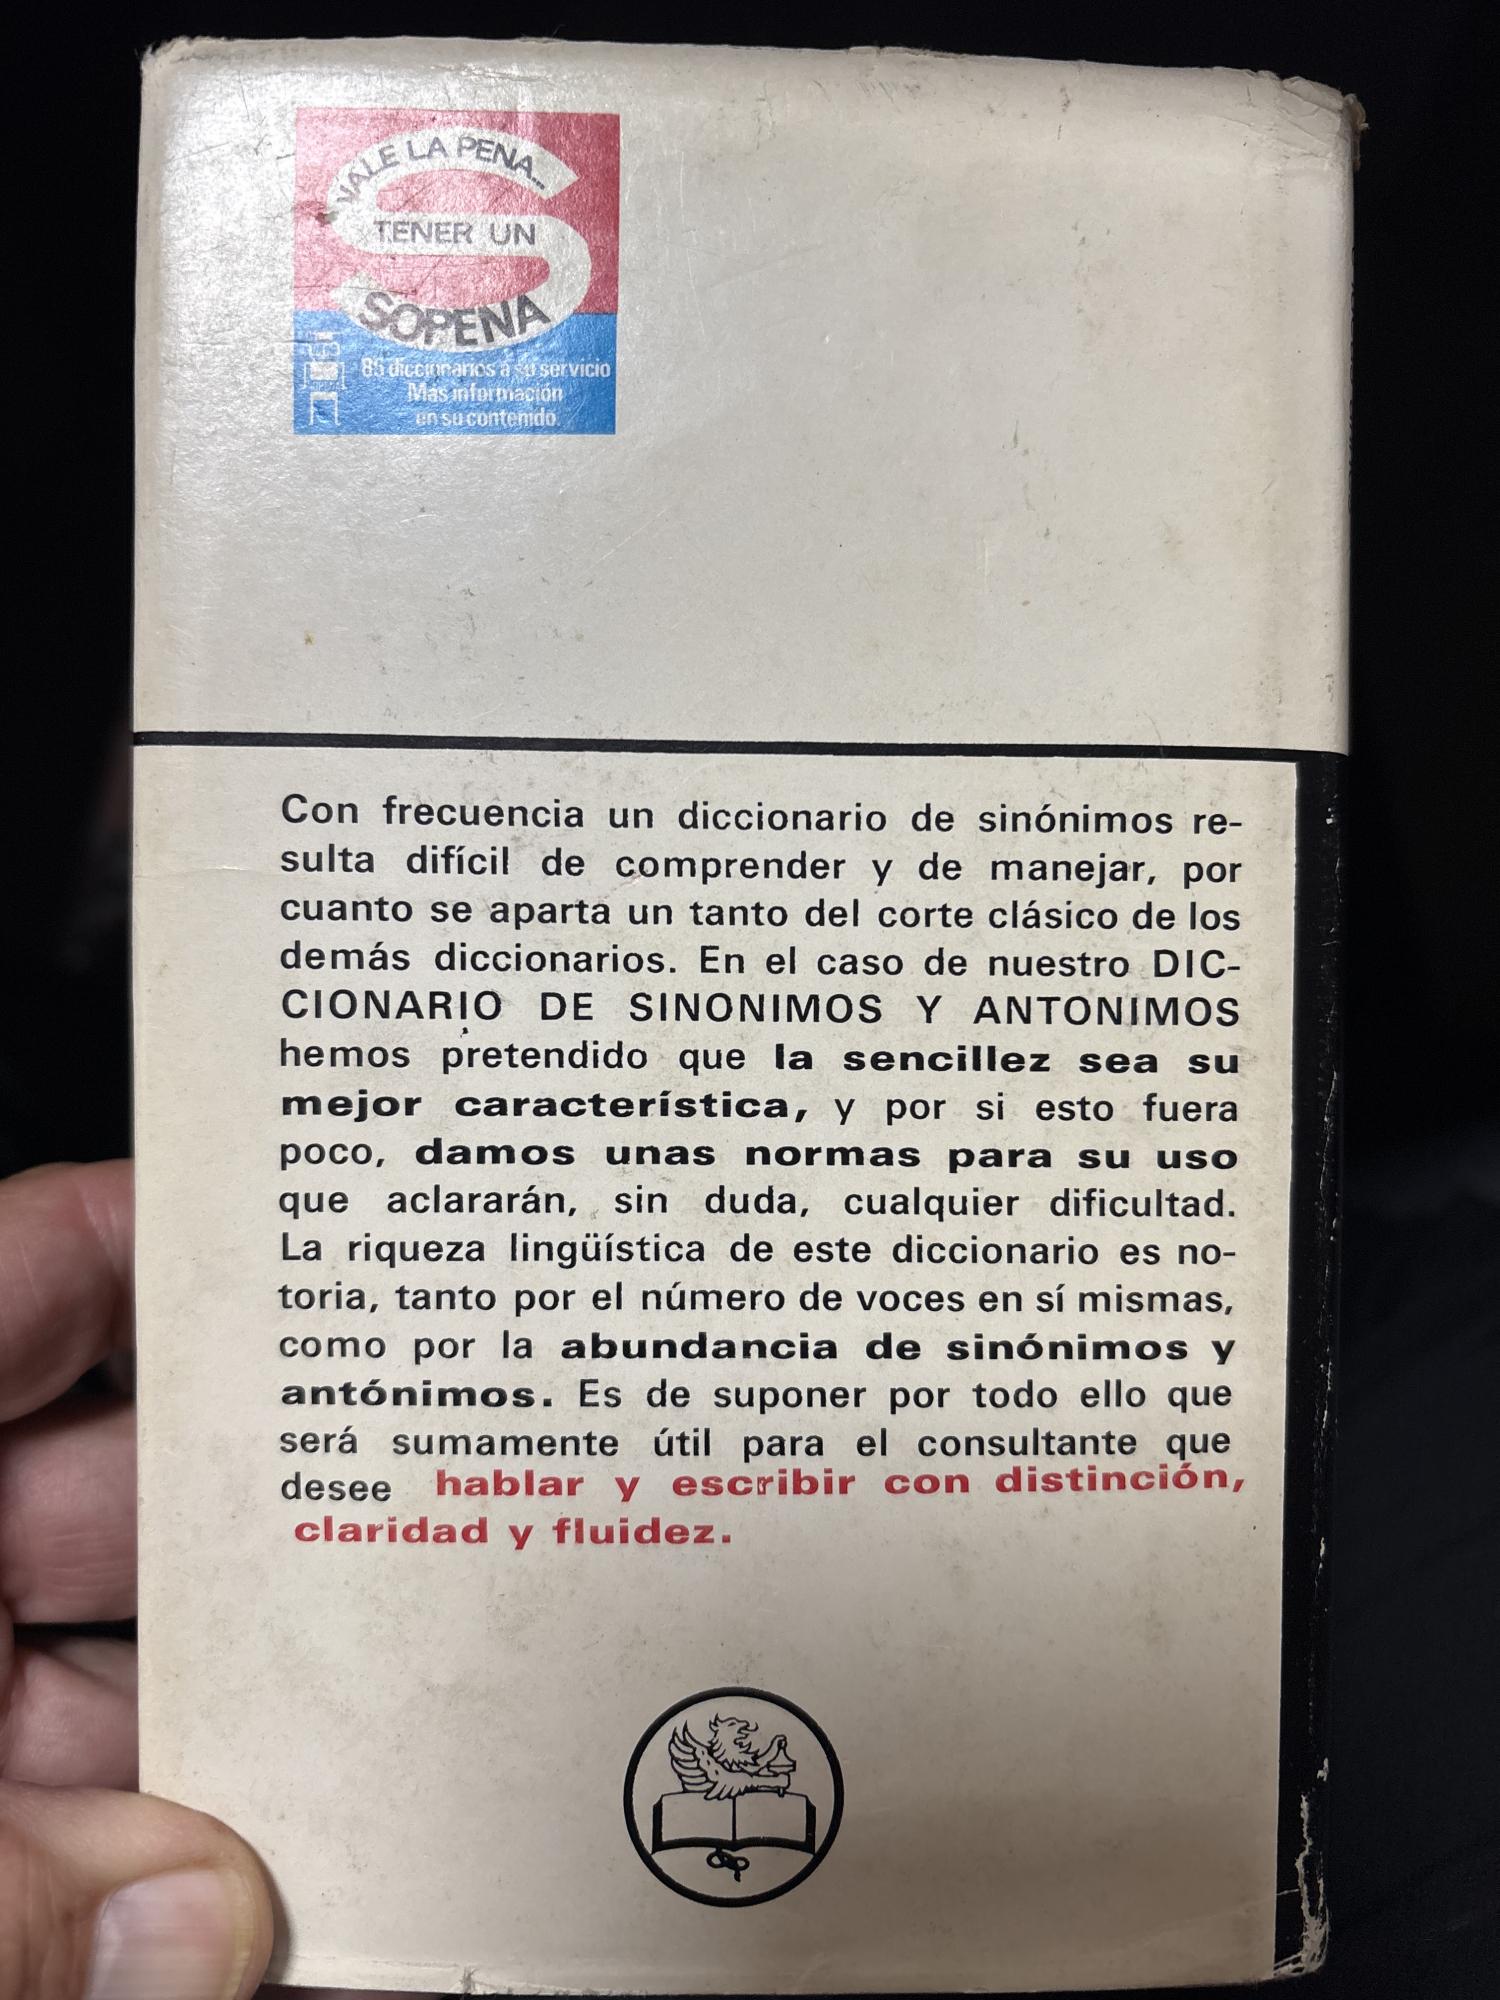 VALE LA PENA...
TENER UN
SOPENA
85 diccionarios a su servicio
Más información
en su contenido.
Con frecuencia un diccionario de sinónimos re-
sulta difícil de comprender y de manejar, por
cuanto se aparta un tanto del corte clásico de los
demás diccionarios. En el caso de nuestro DIC-
CIONARIO DE SINONIMOS Y ANTONIMOS
hemos pretendido que la sencillez sea su
mejor característica, y por si esto fuera
poco, damos unas normas para su uso
que aclararán, sin duda, cualquier dificultad.
La riqueza lingüística de este diccionario es no-
toria, tanto por el número de voces en sí mismas,
como por la abundancia de sinónimos y
antónimos. Es de suponer por todo ello que
será sumamente útil para el consultante que
desee hablar y escribir con distinción,
claridad y fluidez.